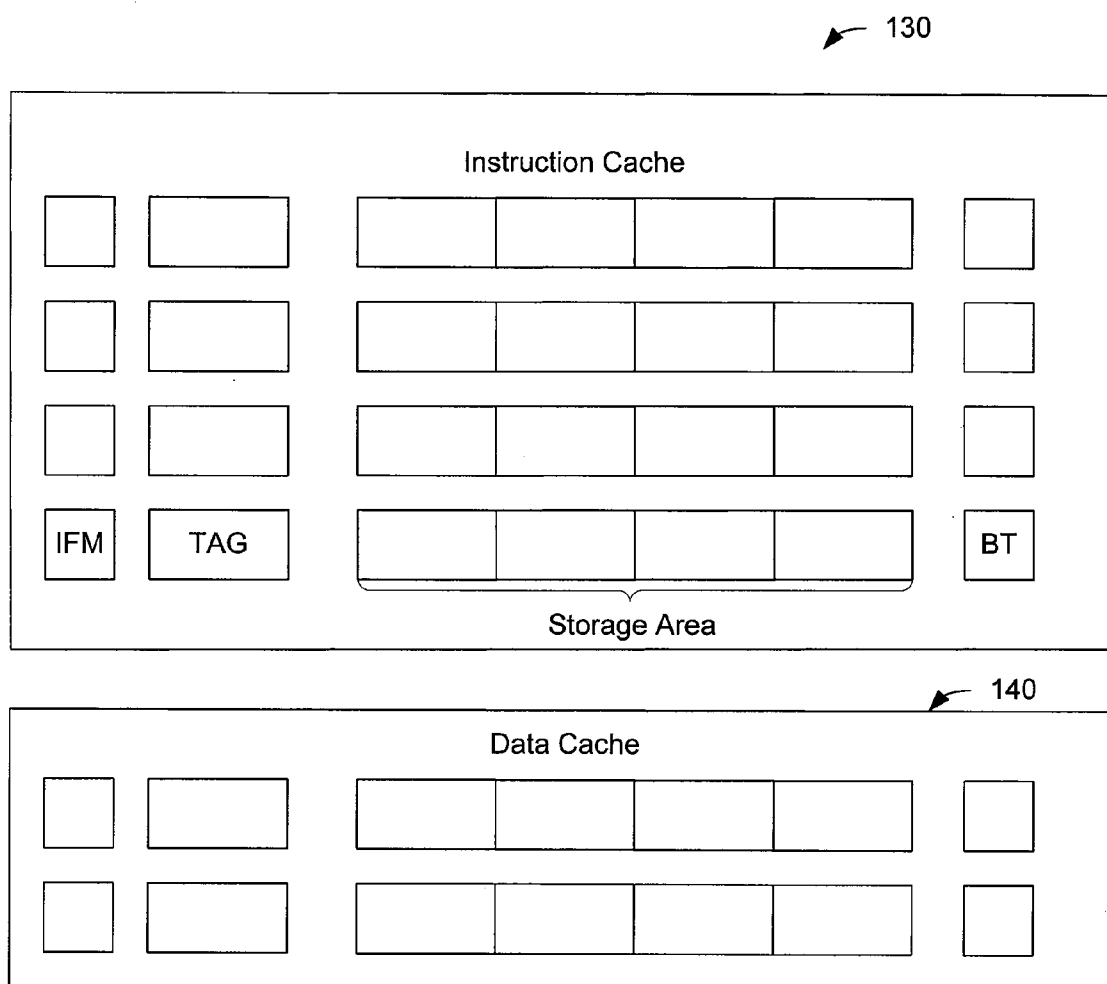 130
Instruction Cache
IFM TAG BT
Storage Area
140
Data Cache